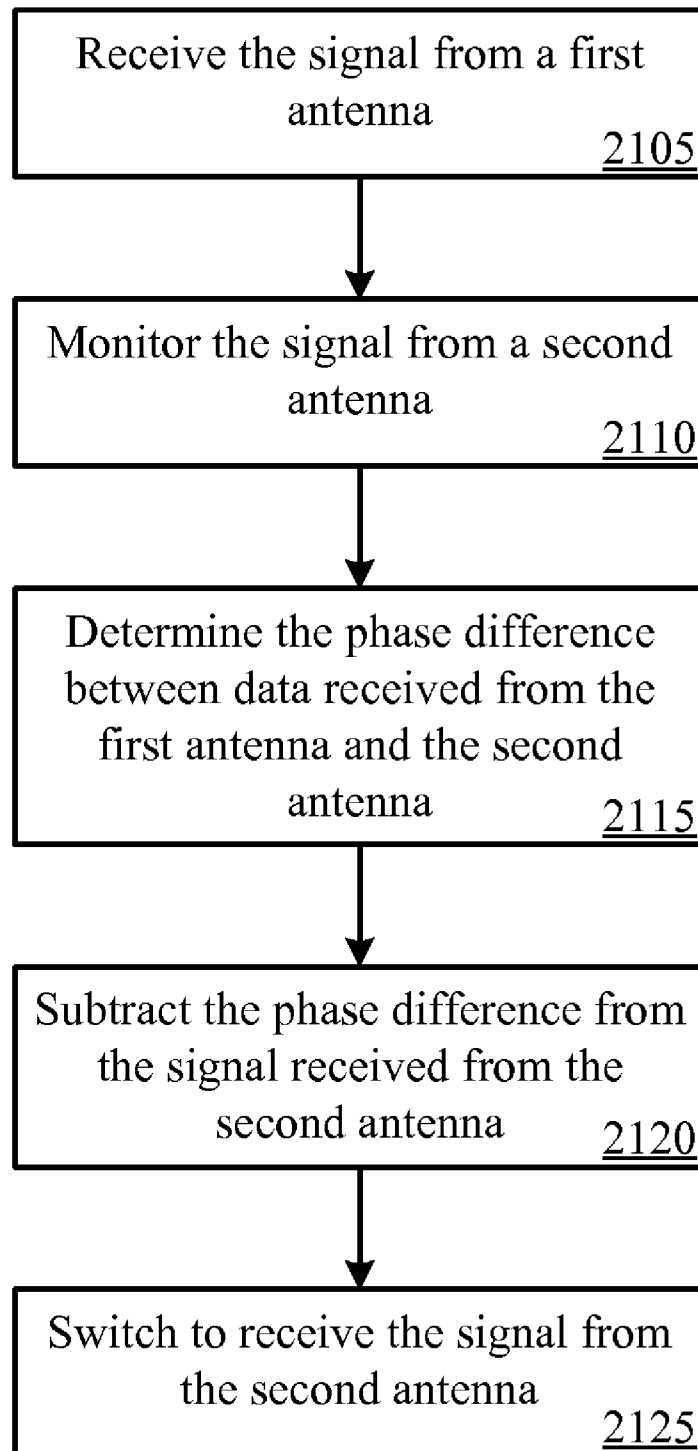 Receive the signal from a first
antenna
2105
Monitor the signal from a second
antenna
2110
Determine the phase difference
between data received from the
first antenna and the second
antenna
2115
Subtract the phase difference from
the signal received from the
second antenna
2120
Switch to receive the signal from
the second antenna
2125